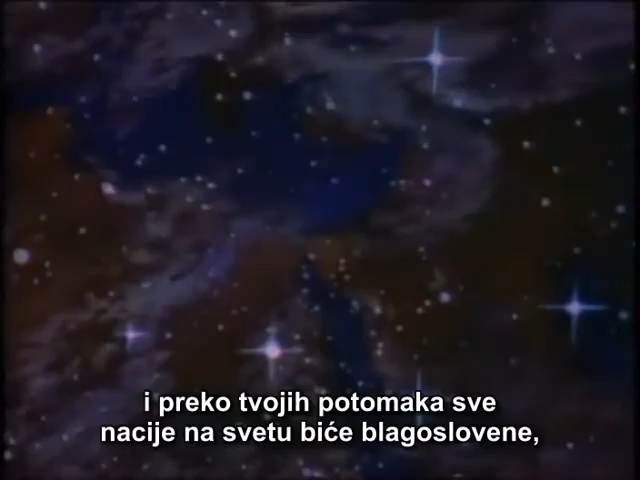 i preko tvojih potomaka sve
nacije na svetu biće blagoslovene,